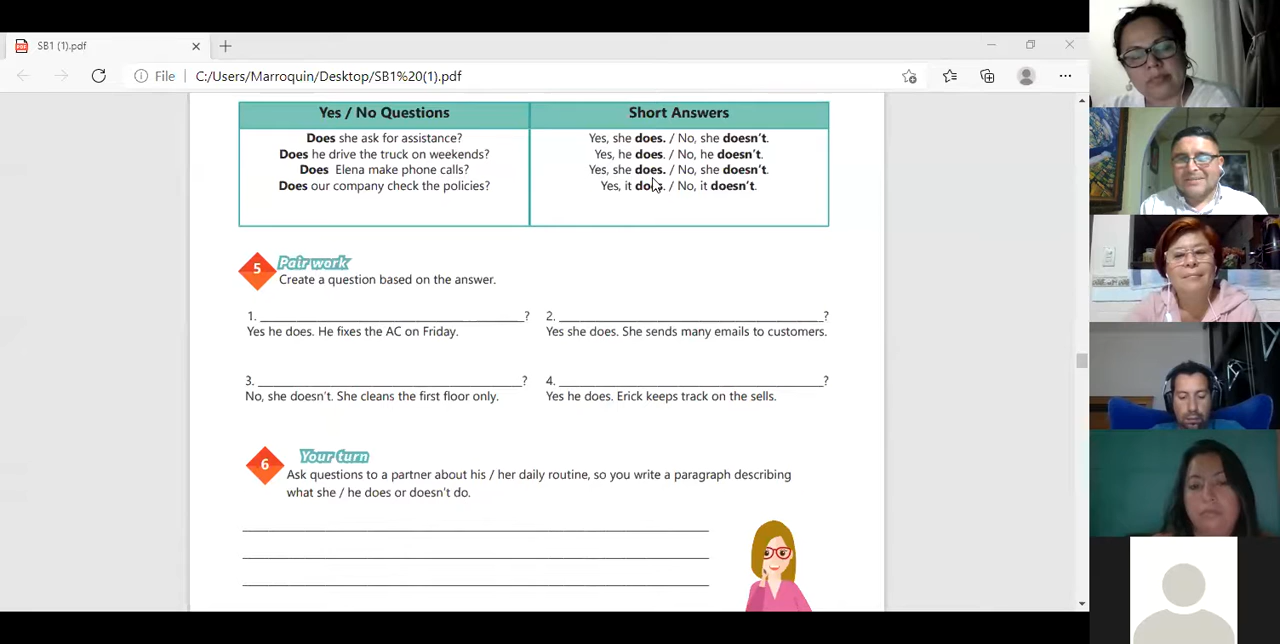 SB1 (1).pdf
File
C:/Users/Marroquin/Desktop/SB1%20(1).pdf
Yes / No Questions
Does she ask for assistance?
Does he drive the truck on weekends?
Does Elena make phone calls?
Does our company check the policies?
Short Answers
Yes, she does. / No, she doesn't.
Yes, he does. / No, he doesn't.
Yes, she does. / No, she doesn't.
Yes, it does. / No, it doesn't.
5
Pair work
Create a question based on the answer.
1. ______________________________?
Yes he does. He fixes the AC on Friday.
2. ______________________________?
Yes she does. She sends many emails to customers.
3. ______________________________?
No, she doesn't. She cleans the first floor only.
4. ______________________________?
Yes he does. Erick keeps track on the sells.
6
Your turn
Ask questions to a partner about his / her daily routine, so you write a paragraph describing
what she / he does or doesn't do.